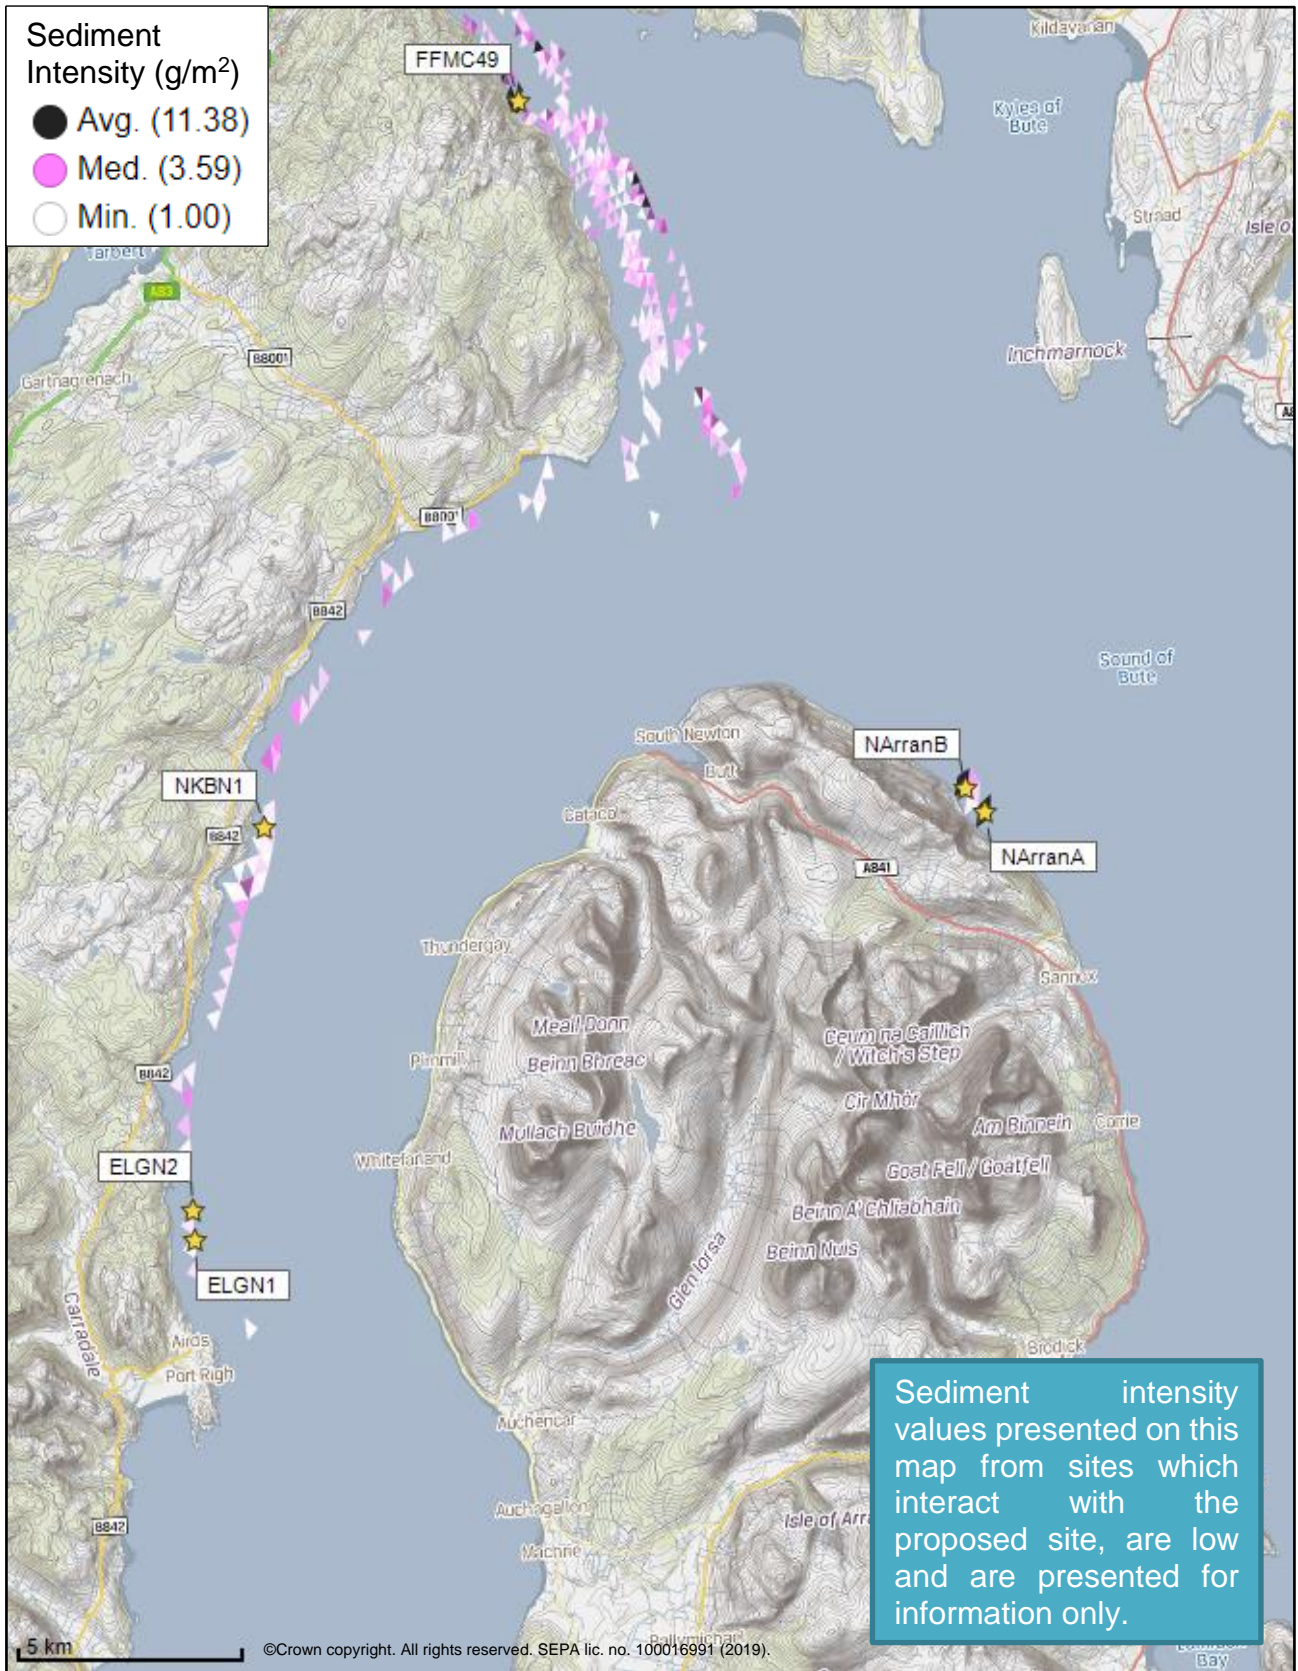 Sediment
Intensity (g/m²)
Avg. (11.38)
Med. (3.59)
Min. (1.00)
FFMC49
Kildavanan
Kyles of
Bute
Straad
Isle o
Tarbert
A83
B8001
Gartnagrenach
Inchmarnock
B8001
B842
Sound of
Bute
South Newton
NArranB
Butt
NKBN1
Catacol
B842
NArranA
A841
Thundergay
Sannox
Meall Donn
Ceum na Caillich
/ Witch's Step
Beinn Bhreac
Pirnmill
B842
Cir Mhòr
Mullach Buidhe
Am Binnein
Corrie
ELGN2
Whitefarland
Goat Fell / Goatfell
Beinn A' Chliabhain
Beinn Nuis
Glen Iorsa
ELGN1
Carradale
Airds
Port Righ
Brodick
Auchencar
Auchagallon
Isle of Arr
Machrie
B842
Sediment intensity
values presented on this
map from sites which
interact with the
proposed site, are low
and are presented for
information only.
5 km
©Crown copyright. All rights reserved. SEPA lic. no. 100016991 (2019).
Ballymichael
Bay